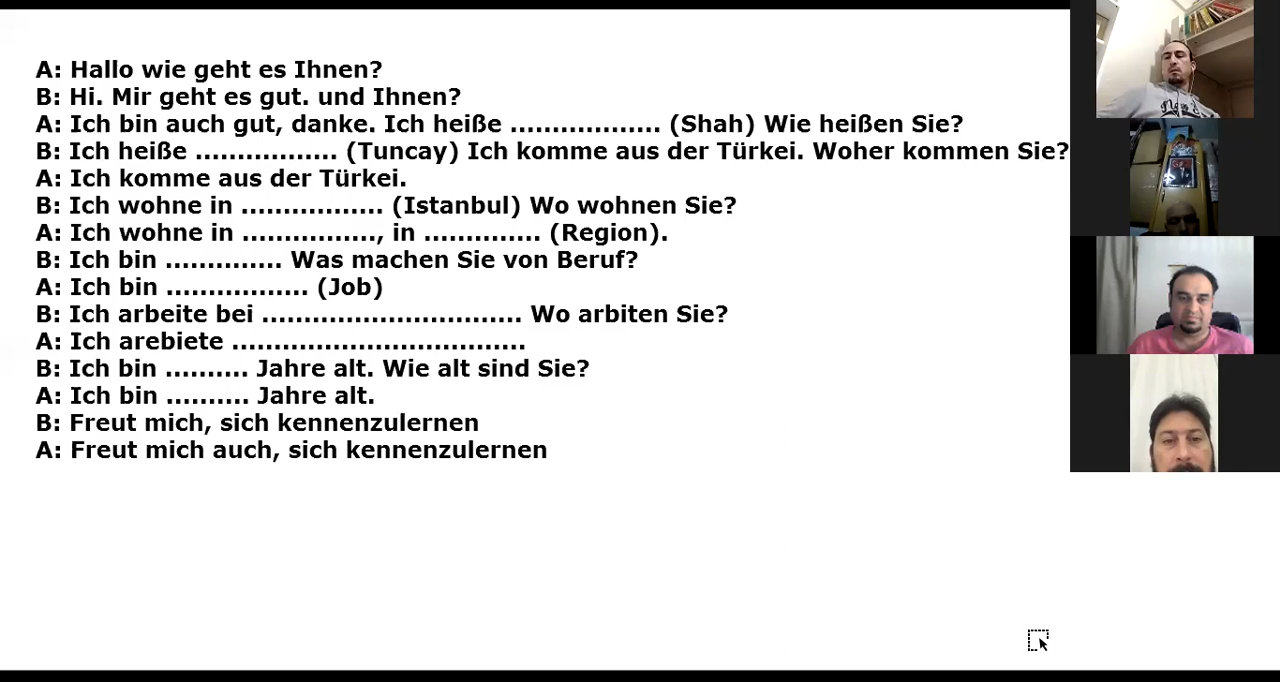 A: Hallo wie geht es Ihnen?
B: Hi. Mir geht es gut. und Ihnen?
A: Ich bin auch gut, danke. Ich heiße .................. (Shah) Wie heißen Sie?
B: Ich heiße ................. (Tuncay) Ich komme aus der Türkei. Woher kommen Sie?
A: Ich komme aus der Türkei.
B: Ich wohne in ................. (Istanbul) Wo wohnen Sie?
A: Ich wohne in ................, in .............. (Region).
B: Ich bin .............. Was machen Sie von Beruf?
A: Ich bin ................. (Job)
B: Ich arbeite bei ............................... Wo arbiten Sie?
A: Ich arebiete ...................................
B: Ich bin .......... Jahre alt. Wie alt sind Sie?
A: Ich bin .......... Jahre alt.
B: Freut mich, sich kennenzulernen
A: Freut mich auch, sich kennenzulernen